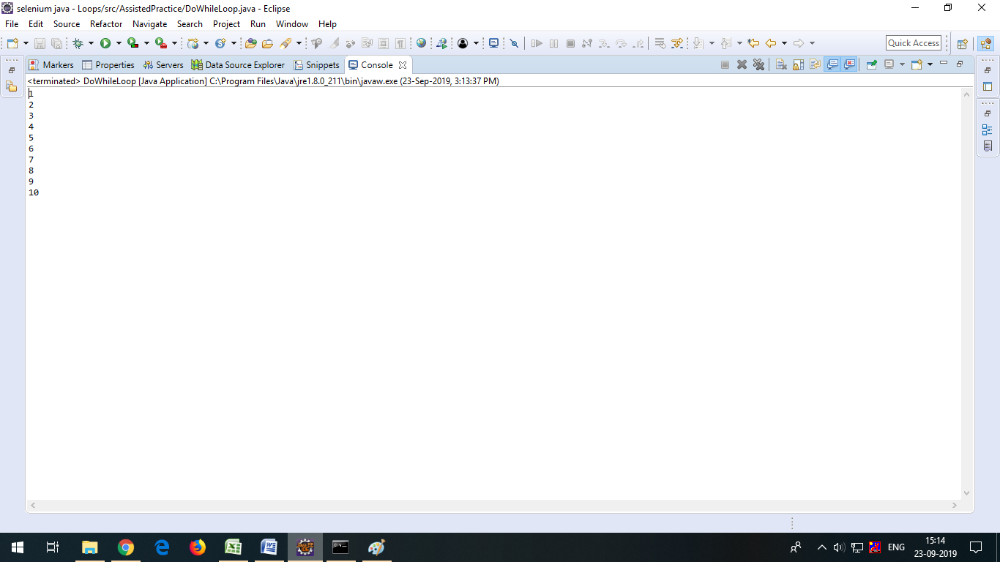 selenium java - Loops/src/AssistedPractice/DoWhileLoop.java - Eclipse
File Edit Source Refactor Navigate Search Project Run Window Help
Quick Access
Markers Properties Servers Data Source Explorer Snippets Console
<terminated> DoWhileLoop [Java Application] C:\Program Files\Java\jre1.8.0_211\bin\javaw.exe (23-Sep-2019, 3:13:37 PM)
1
2
3
4
5
6
7
8
9
10
ENG
15:14
23-09-2019